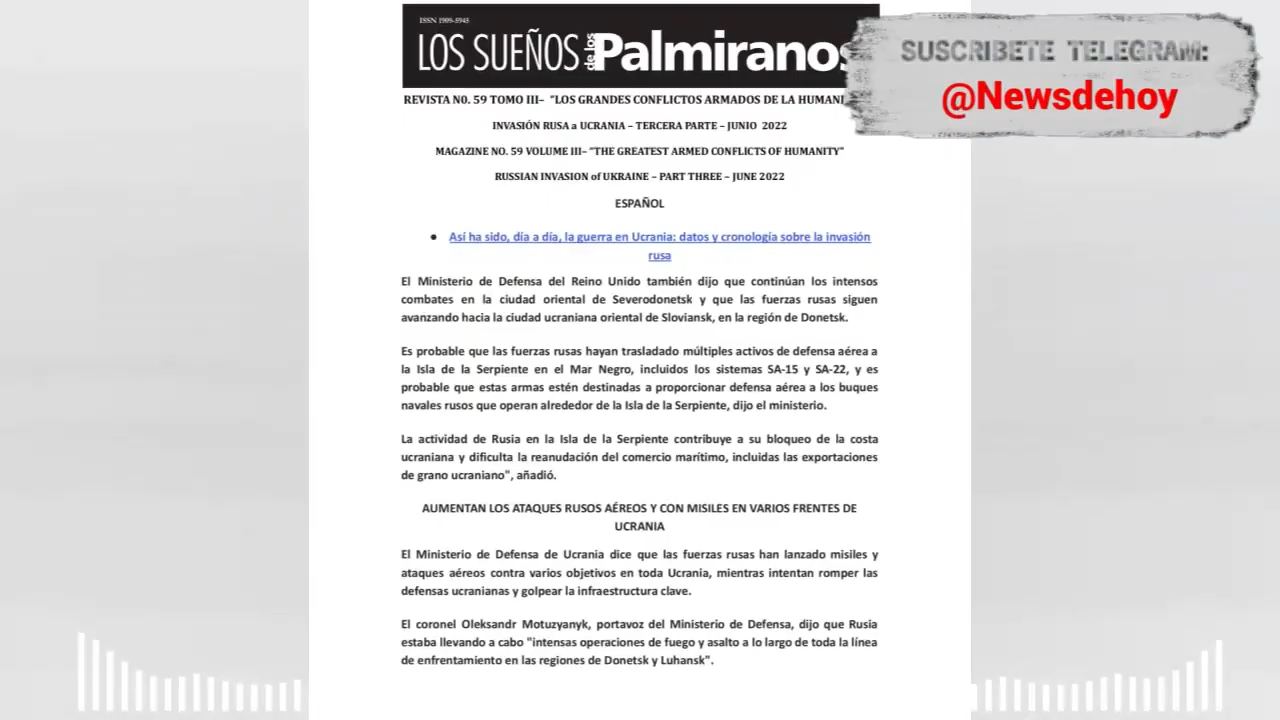 ISSN 1909-5945
LOS SUEÑOS de los Palmiranos
SUSCRIBETE TELEGRAM:
@Newsdehoy
REVISTA N0. 59 TOMO III– "LOS GRANDES CONFLICTOS ARMADOS DE LA
INVASIÓN RUSA a UCRANIA – TERCERA PARTE – JUNIO 2022
MAGAZINE NO. 59 VOLUME III– "THE GREATEST ARMED CONFLICTS OF HUMANITY"
RUSSIAN INVASION of UKRAINE – PART THREE – JUNE 2022
ESPAÑOL
● Así ha sido, día a día, la guerra en Ucrania: datos y cronología sobre la invasión
rusa
El Ministerio de Defensa del Reino Unido también dijo que continúan los intensos
combates en la ciudad oriental de Severodonetsk y que las fuerzas rusas siguen
avanzando hacia la ciudad ucraniana oriental de Sloviansk, en la región de Donetsk.
Es probable que las fuerzas rusas hayan trasladado múltiples activos de defensa aérea a
la Isla de la Serpiente en el Mar Negro, incluidos los sistemas SA-15 y SA-22, y es
probable que estas armas estén destinadas a proporcionar defensa aérea a los buques
navales rusos que operan alrededor de la Isla de la Serpiente, dijo el ministerio.
La actividad de Rusia en la Isla de la Serpiente contribuye a su bloqueo de la costa
ucraniana y dificulta la reanudación del comercio marítimo, incluidas las exportaciones
de grano ucraniano", añadió.
AUMENTAN LOS ATAQUES RUSOS AÉREOS Y CON MISILES EN VARIOS FRENTES DE
UCRANIA
El Ministerio de Defensa de Ucrania dice que las fuerzas rusas han lanzado misiles y
ataques aéreos contra varios objetivos en toda Ucrania, mientras intentan romper las
defensas ucranianas y golpear la infraestructura clave.
El coronel Oleksandr Motuzyanyk, portavoz del Ministerio de Defensa, dijo que Rusia
estaba llevando a cabo "intensas operaciones de fuego y asalto a lo largo de toda la línea
de enfrentamiento en las regiones de Donetsk y Luhansk".